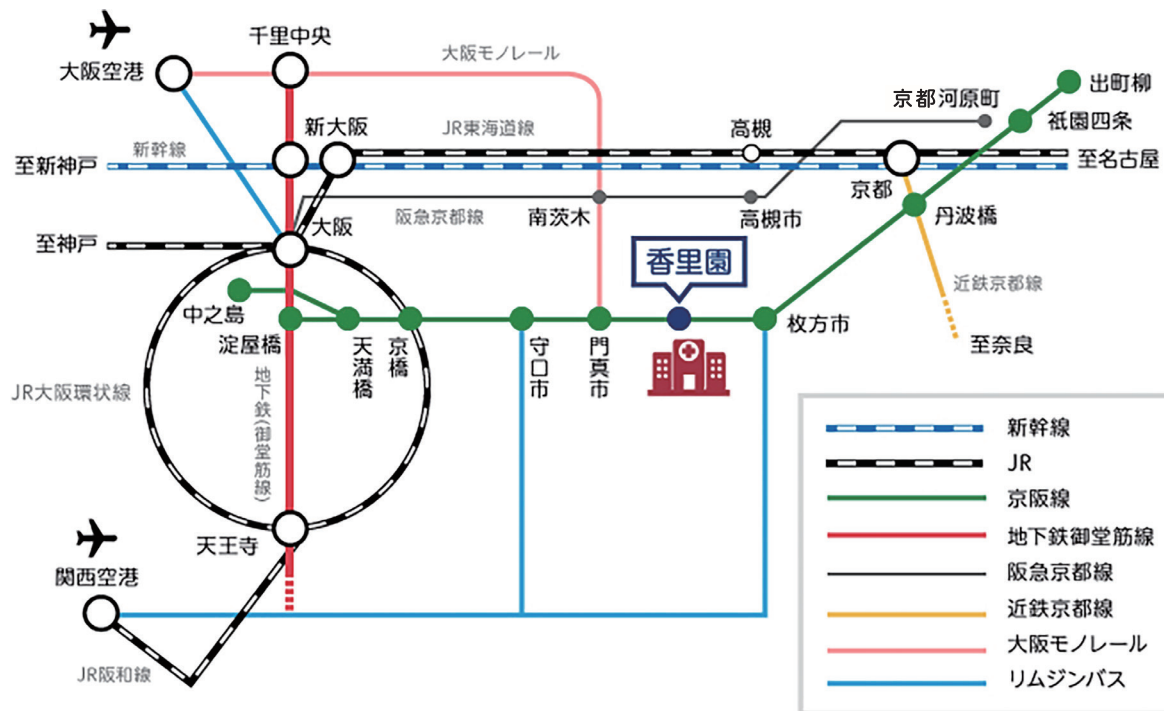 千里中央
大阪空港
大阪モノレール
出町柳
京都河原町
祇園四条
新大阪
JR東海道線
高槻
至新神戸
新幹線
至名古屋
京都
南茨木
高槻市
丹波橋
阪急京都線
大阪
至神戸
香里園
近鉄京都線
中之島
淀屋橋
天満橋
京橋
守口市
門真市
枚方市
至奈良
JR大阪環状線
地下鉄(御堂筋線)
天王寺
関西空港
JR阪和線
新幹線
JR
京阪線
地下鉄御堂筋線
阪急京都線
近鉄京都線
大阪モノレール
リムジンバス